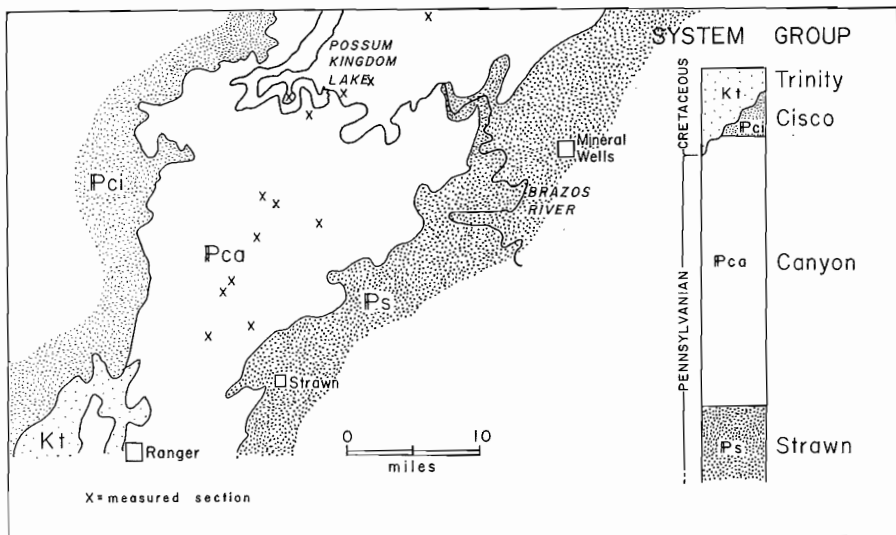 POSSUM
KINGDOM
LAKE
Mineral
Wells
BRAZOS
RIVER
Pci
Pca
Ps
Strawn
Kt
Ranger
0 10
miles
X = measured section
SYSTEM GROUP
CRETACEOUS
PENNSYLVANIAN
Kt
Trinity
Pci
Cisco
Pca
Canyon
Ps
Strawn